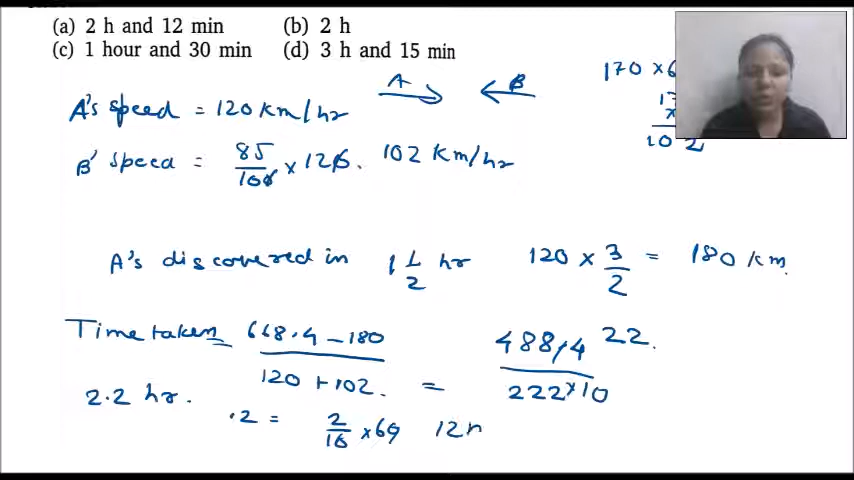 (a) 2 h and 12 min (b) 2 h
(c) 1 hour and 30 min (d) 3 h and 15 min
A B
170 × 6
A's speed = 120 km/hr
102
B' speed = 85/100 × 120. 102 km/hr
A's discovered in 1 1/2 hr 120 × 3/2 = 180 km.
Time taken 668.4 – 180 / 120 + 102. = 488.4 / 222 × 10 22.
2.2 hr.
.2 = 2/10 × 60 12